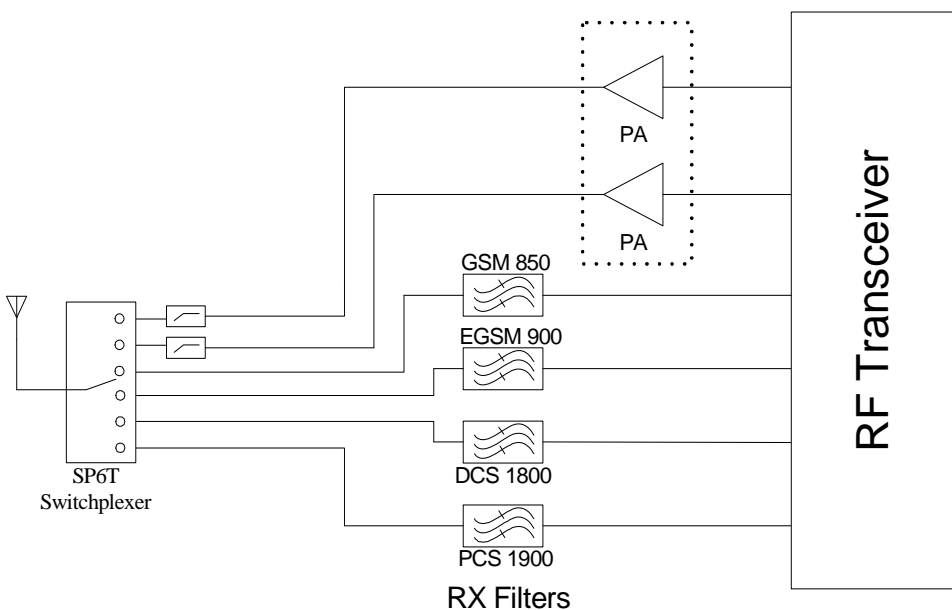 PA
PA
GSM 850
EGSM 900
DCS 1800
PCS 1900
RX Filters
SP6T
Switchplexer
RF Transceiver